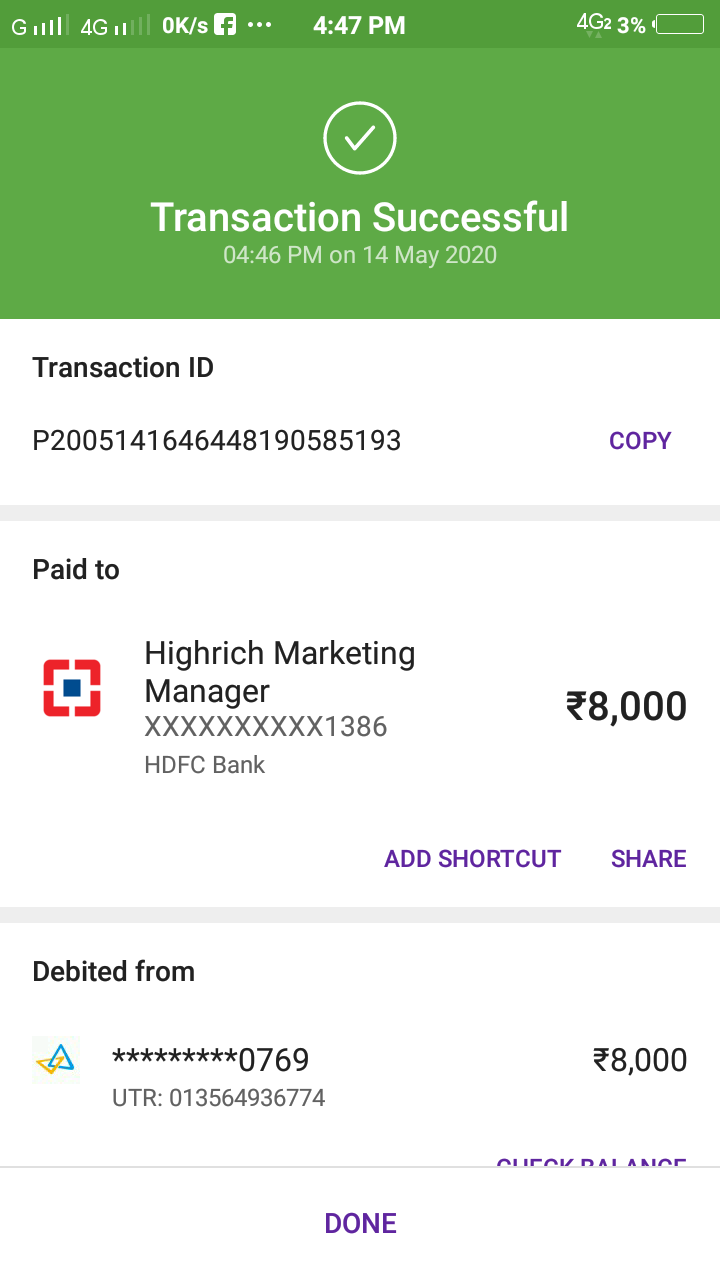 G 4G 0K/s f ... 4:47 PM 4G2 3%
Transaction Successful
04:46 PM on 14 May 2020
Transaction ID
P2005141646448190585193 COPY
Paid to
Highrich Marketing
Manager
XXXXXXXXXX1386
₹8,000
HDFC Bank
ADD SHORTCUT SHARE
Debited from
*********0769 ₹8,000
UTR: 013564936774
CHECK BALANCE
DONE